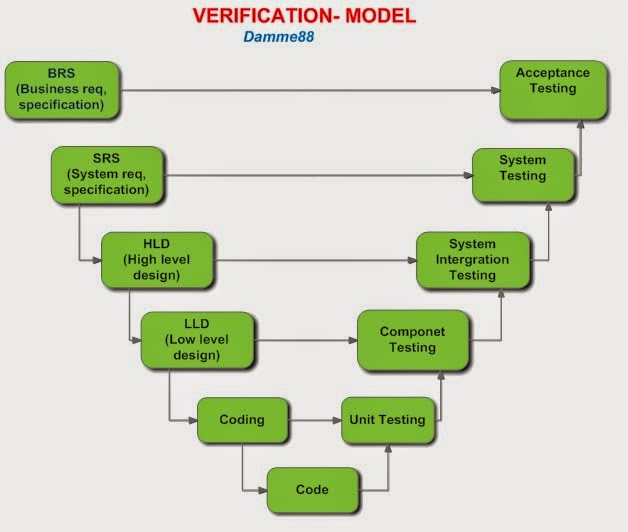 VERIFICATION- MODEL
Damme88
BRS
(Business req,
specification)
Acceptance
Testing
SRS
(System req,
specification)
System
Testing
HLD
(High level
design)
System
Intergration
Testing
LLD
(Low level
design)
Componet
Testing
Coding
Unit Testing
Code